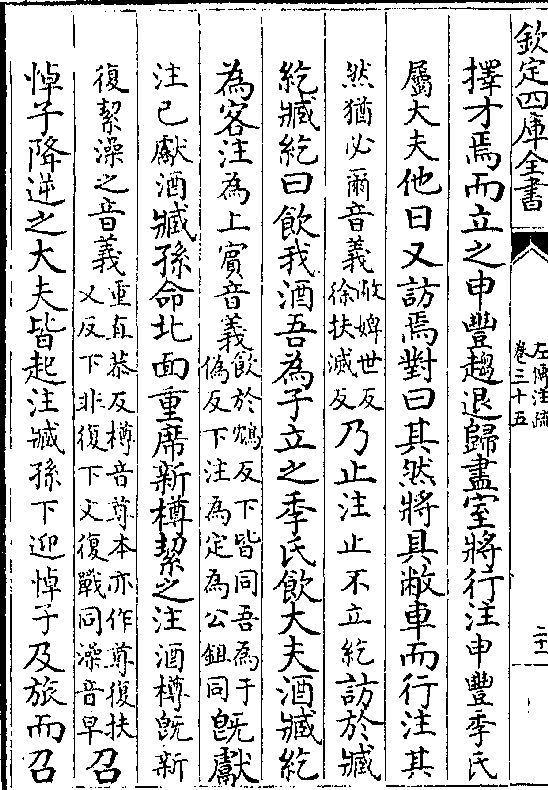 欽定四庫全書
左傳注疏
卷三十五
二十一
擇才焉而立之申豐趨退歸盡室將行注申豐季氏
屬大夫他日又訪焉對曰其然將具敝車而行注其
然猶必爾音義敝婢世反徐扶滅反乃止注止不立紇訪於臧
紇臧紇曰飲我酒吾為子立之季氏飲大夫酒臧紇
為客注為上賓音義飲於鴆反下皆同吾為于偽反下注為定為公鉏同既獻
注已獻酒臧孫命北面重席新樽絜之注酒樽既新
復絜澡之音義重直恭反樽音尊本亦作尊復扶又反下非復下文復戰同澡音早召
悼子降逆之大夫皆起注臧孫下迎悼子及旅而召